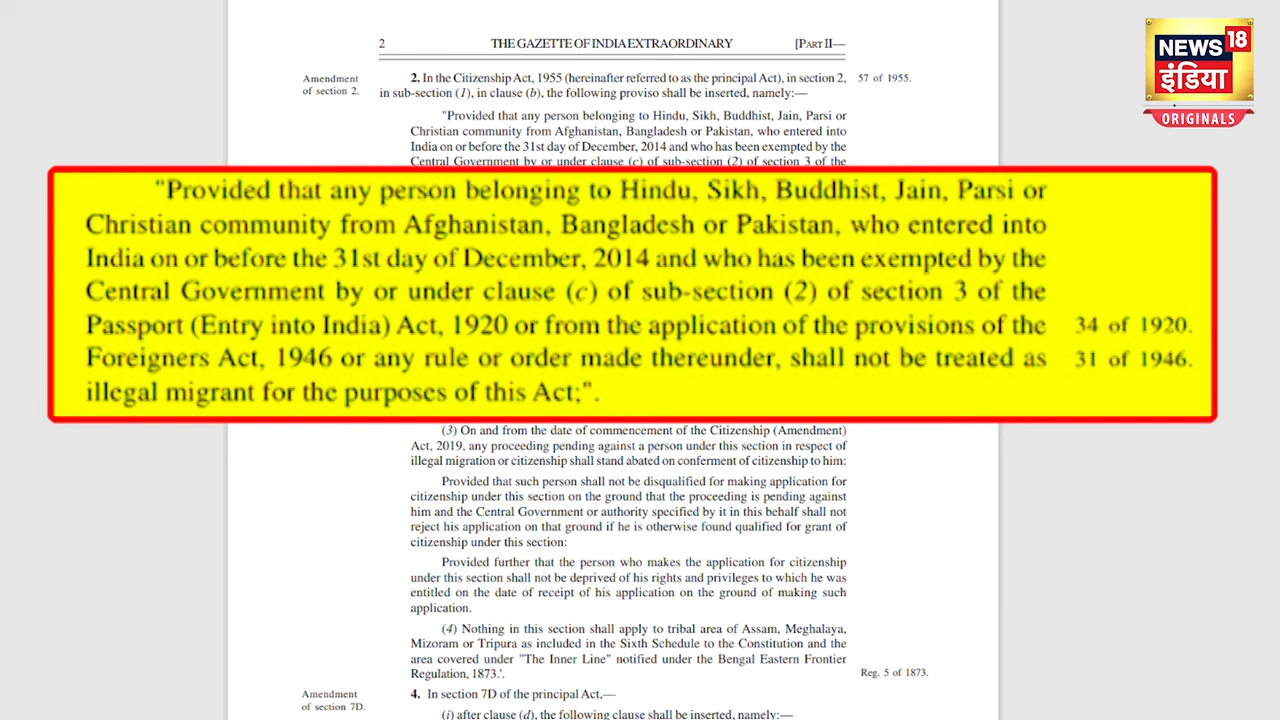 NEWS 18
इंडिया
ORIGINALS
2 THE GAZETTE OF INDIA EXTRAORDINARY [PART II—
Amendment of section 2.
2. In the Citizenship Act, 1955 (hereinafter referred to as the principal Act), in section 2, 57 of 1955.
in sub-section (1), in clause (b), the following proviso shall be inserted, namely:—
"Provided that any person belonging to Hindu, Sikh, Buddhist, Jain, Parsi or
Christian community from Afghanistan, Bangladesh or Pakistan, who entered into
India on or before the 31st day of December, 2014 and who has been exempted by the
Central Government by or under clause (c) of sub-section (2) of section 3 of the
"Provided that any person belonging to Hindu, Sikh, Buddhist, Jain, Parsi or
Christian community from Afghanistan, Bangladesh or Pakistan, who entered into
India on or before the 31st day of December, 2014 and who has been exempted by the
Central Government by or under clause (c) of sub-section (2) of section 3 of the
Passport (Entry into India) Act, 1920 or from the application of the provisions of the 34 of 1920.
Foreigners Act, 1946 or any rule or order made thereunder, shall not be treated as 31 of 1946.
illegal migrant for the purposes of this Act;".
(3) On and from the date of commencement of the Citizenship (Amendment)
Act, 2019, any proceeding pending against a person under this section in respect of
illegal migration or citizenship shall stand abated on conferment of citizenship to him:
Provided that such person shall not be disqualified for making application for
citizenship under this section on the ground that the proceeding is pending against
him and the Central Government or authority specified by it in this behalf shall not
reject his application on that ground if he is otherwise found qualified for grant of
citizenship under this section:
Provided further that the person who makes the application for citizenship
under this section shall not be deprived of his rights and privileges to which he was
entitled on the date of receipt of his application on the ground of making such
application.
(4) Nothing in this section shall apply to tribal area of Assam, Meghalaya,
Mizoram or Tripura as included in the Sixth Schedule to the Constitution and the
area covered under "The Inner Line" notified under the Bengal Eastern Frontier
Regulation, 1873.'. Reg. 5 of 1873.
Amendment of section 7D.
4. In section 7D of the principal Act,—
(i) after clause (d), the following clause shall be inserted, namely:—